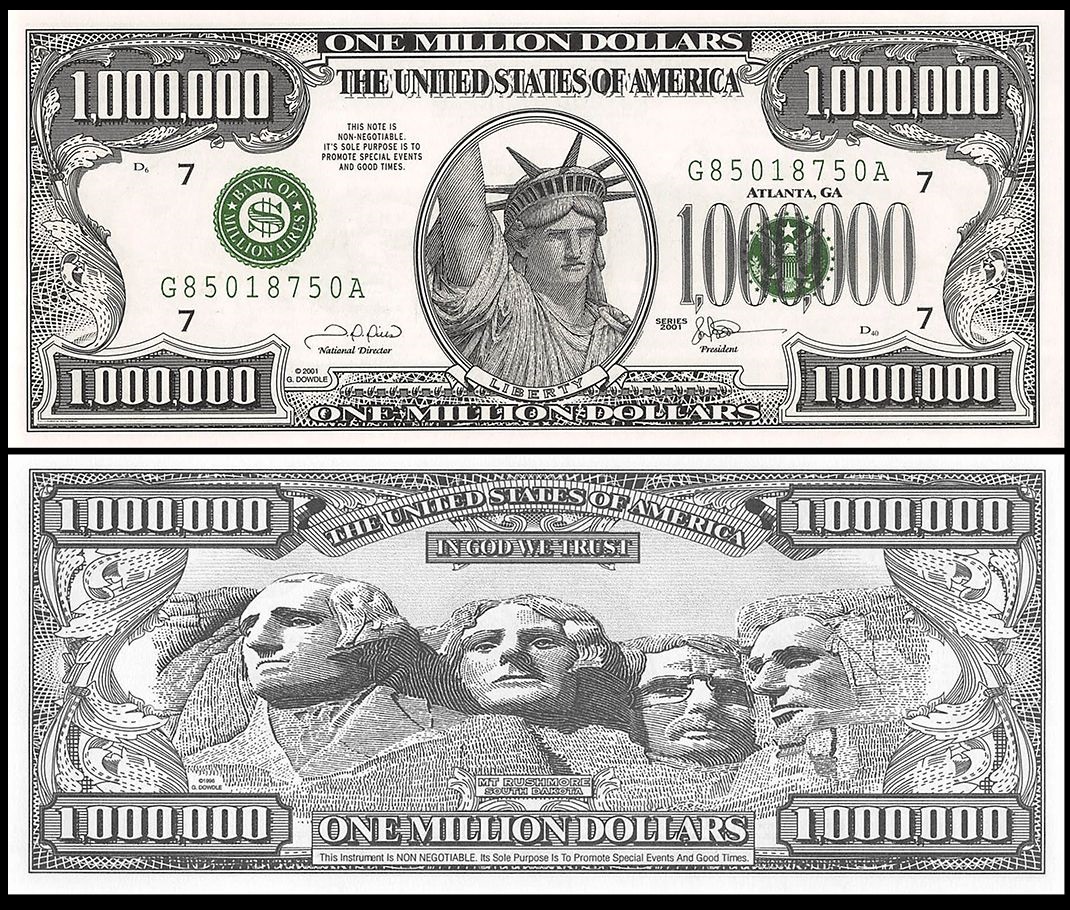 ONE MILLION DOLLARS
THE UNITED STATES OF AMERICA
1,000,000
1,000,000
THIS NOTE IS
NON-NEGOTIABLE.
IT'S SOLE PURPOSE IS TO
PROMOTE SPECIAL EVENTS
AND GOOD TIMES.
D6
7
BANK OF
MILLIONAIRES
$
G85018750A
7
National Director
© 2001
G. DOWDLE
LIBERTY
G85018750A
7
ATLANTA, GA
1,000,000
SERIES
2001
President
D40
7
1,000,000
ONE MILLION DOLLARS
1,000,000
1,000,000
THE UNITED STATES OF AMERICA
1,000,000
IN GOD WE TRUST
©1996
G. DOWDLE
MT RUSHMORE
SOUTH DAKOTA
1,000,000
ONE MILLION DOLLARS
1,000,000
This Instrument Is NON NEGOTIABLE. Its Sole Purpose Is To Promote Special Events And Good Times.